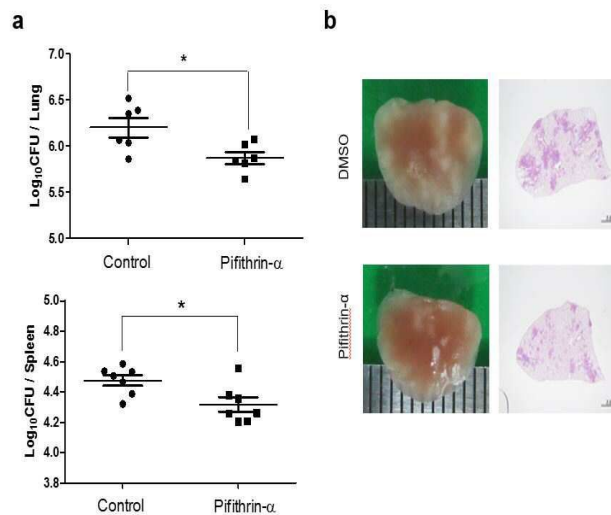 a
b
7.0
6.5
6.0
5.5
5.0
Log₁₀CFU / Lung
*
Control
Pifithrin-α
5.0
4.8
4.6
4.4
4.2
4.0
3.8
Log₁₀CFU / Spleen
*
Control
Pifithrin-α
DMSO
Pifithrin-α